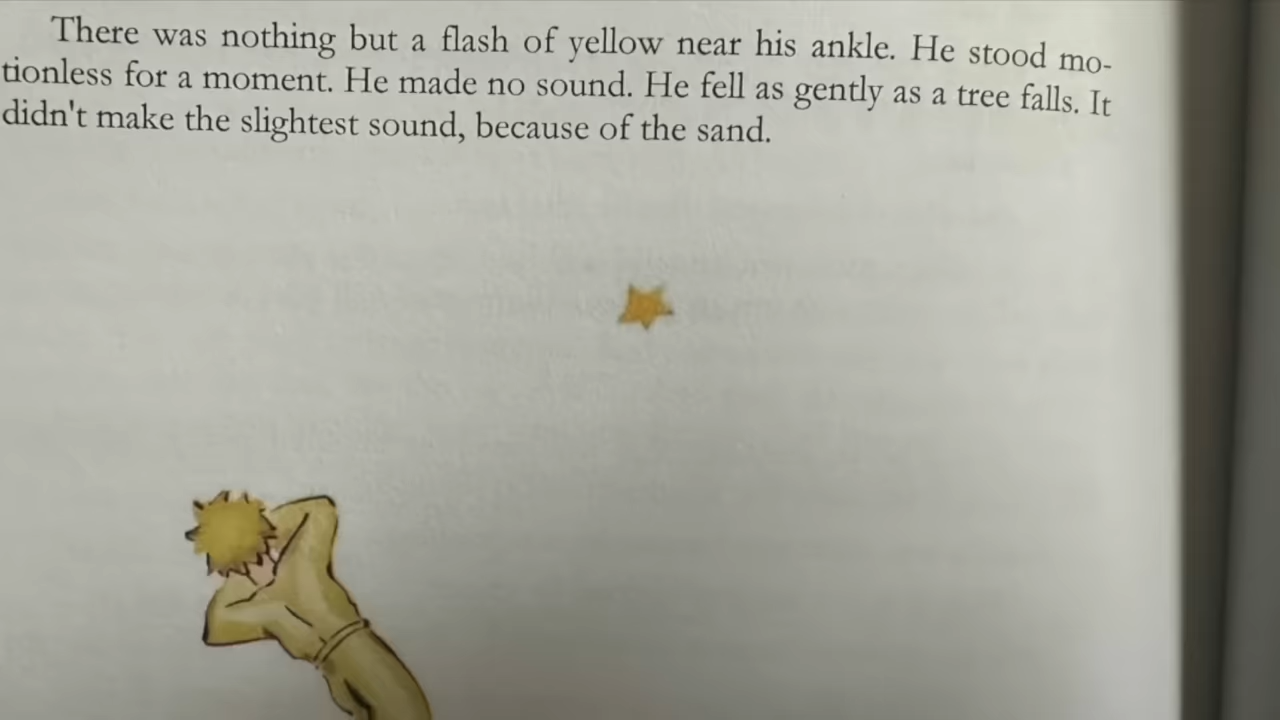 There was nothing but a flash of yellow near his ankle. He stood mo-
tionless for a moment. He made no sound. He fell as gently as a tree falls. It
didn't make the slightest sound, because of the sand.